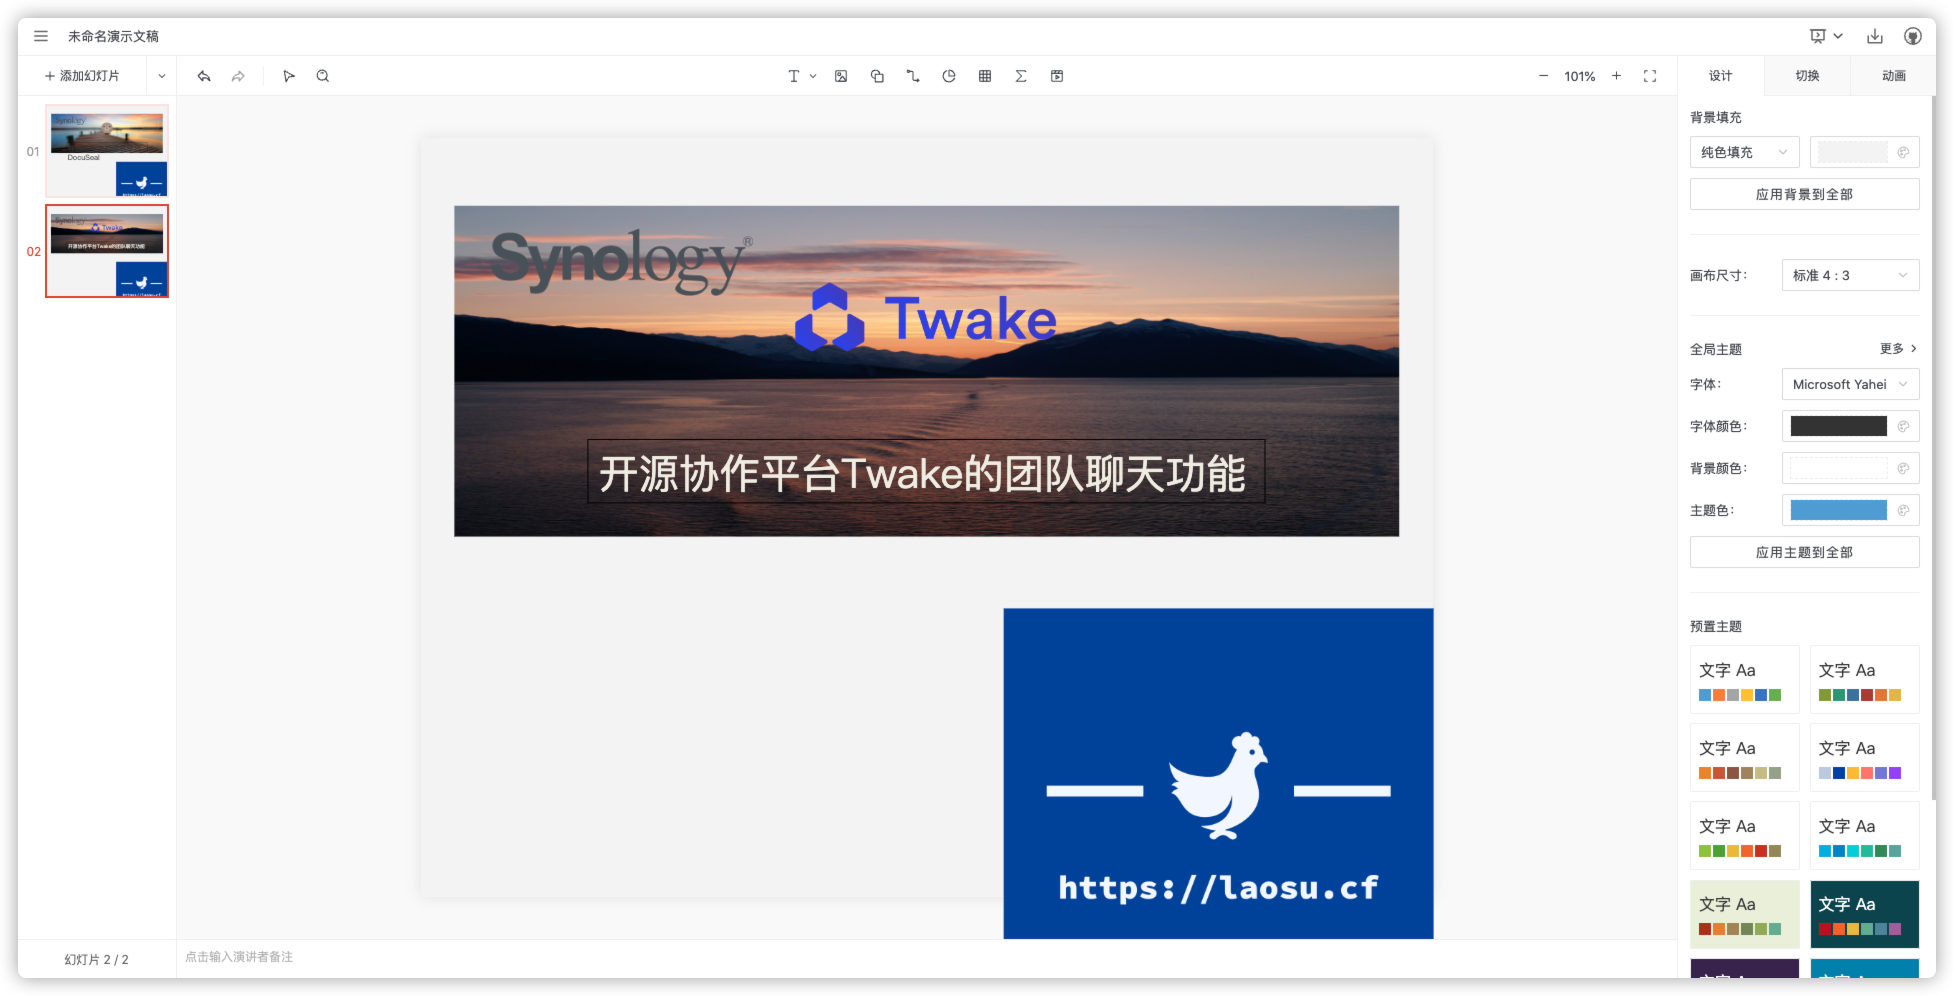 未命名演示文稿
添加幻灯片
101%
设计
切换
动画
01
Synology
DocuSeal
02
Synology
Twake
开源协作平台Twake的团队聊天功能
Synology®
Twake
开源协作平台Twake的团队聊天功能
https://laosu.cf
背景填充
纯色填充
应用背景到全部
画布尺寸：
标准 4 : 3
全局主题
更多
字体：
Microsoft Yahei
字体颜色：
背景颜色：
主题色：
应用主题到全部
预置主题
文字 Aa
文字 Aa
文字 Aa
文字 Aa
文字 Aa
文字 Aa
文字 Aa
文字 Aa
幻灯片 2 / 2
点击输入演讲者备注